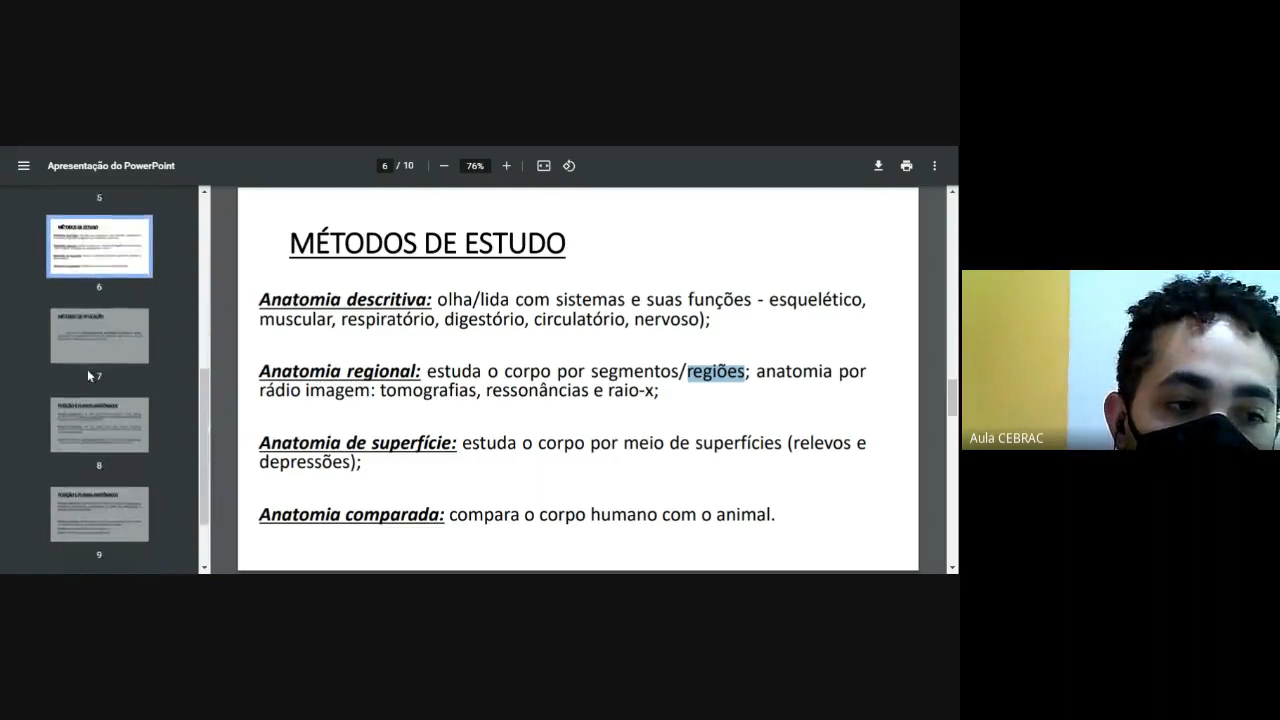 Apresentação do PowerPoint
6 / 10
76%
5
6
7
8
9
MÉTODOS DE ESTUDO
Anatomia descritiva: olha/lida com sistemas e suas funções - esquelético,
muscular, respiratório, digestório, circulatório, nervoso);
Anatomia regional: estuda o corpo por segmentos/regiões; anatomia por
rádio imagem: tomografias, ressonâncias e raio-x;
Anatomia de superfície: estuda o corpo por meio de superfícies (relevos e
depressões);
Anatomia comparada: compara o corpo humano com o animal.
Aula CEBRAC